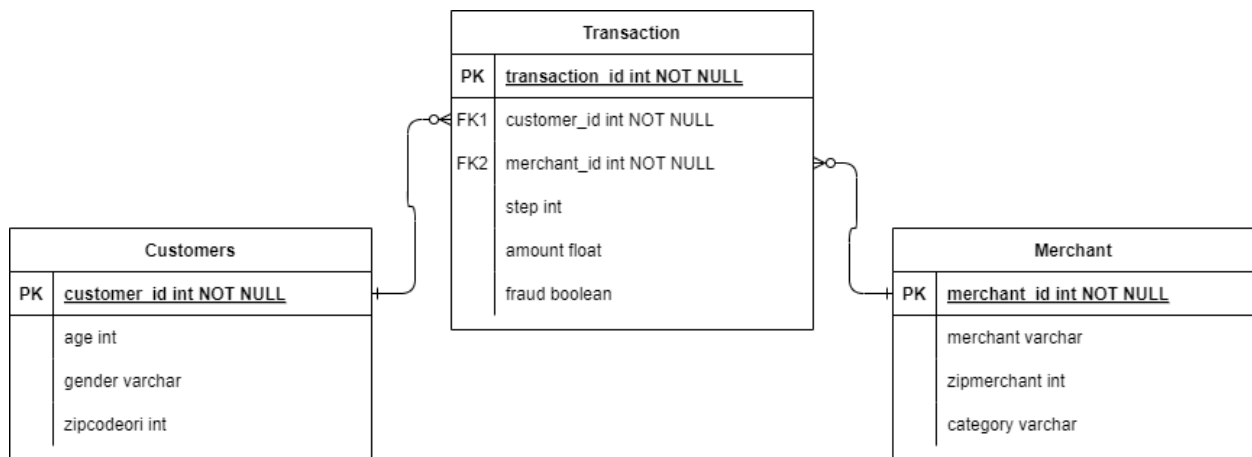 Transaction
PK transaction_id int NOT NULL
FK1 customer_id int NOT NULL
FK2 merchant_id int NOT NULL
step int
amount float
fraud boolean
Customers
PK customer_id int NOT NULL
age int
gender varchar
zipcodeori int
Merchant
PK merchant_id int NOT NULL
merchant varchar
zipmerchant int
category varchar